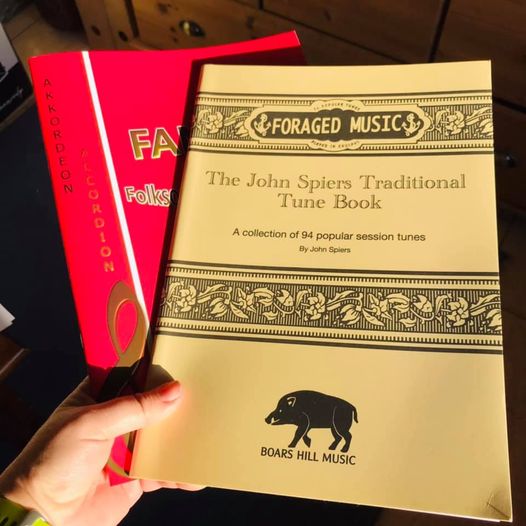 AKKORDEON
ACCORDION
FA
Folks
FORAGED MUSIC
The John Spiers Traditional
Tune Book
A collection of 94 popular session tunes
By John Spiers
BOARS HILL MUSIC